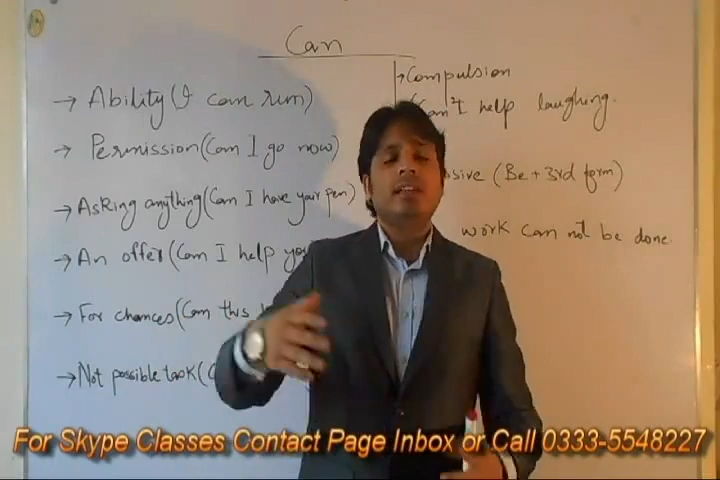 Can
→ Ability (I can run)
→ Permission (Can I go now)
→ Asking anything (Can I have your pen)
→ An offer (Can I help you
→ For chances (Can this
→ Not possible task (
→ Compulsion
Can't help laughing.
(Be + 3rd form)
work can not be done
For Skype Classes Contact Page Inbox or Call 0333-5548227